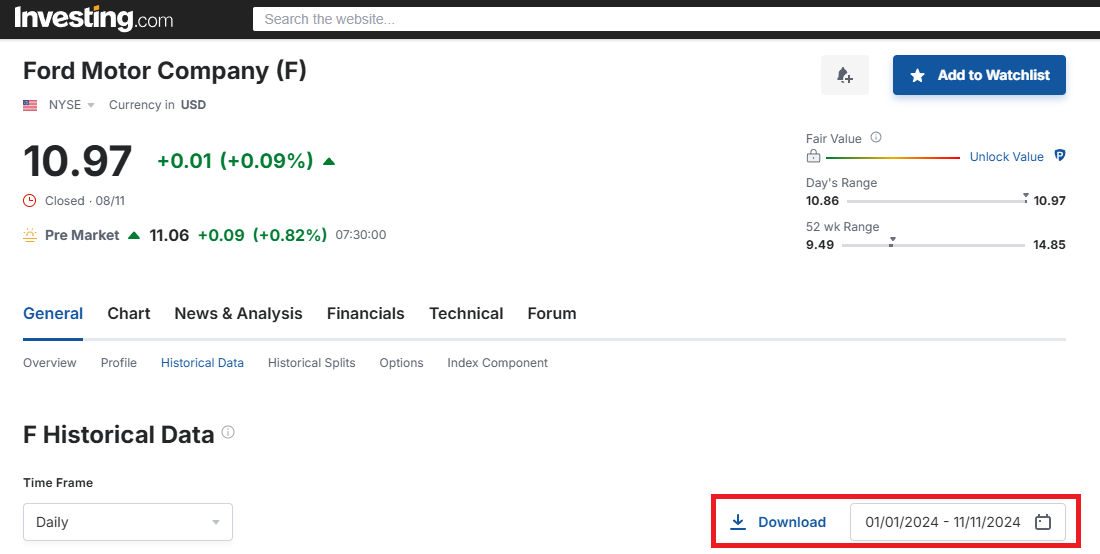 Investing.com
Search the website...
Ford Motor Company (F)
Add to Watchlist
NYSE Currency in USD
10.97 +0.01 (+0.09%)
Fair Value
Unlock Value
Closed · 08/11
Day's Range
10.86 10.97
Pre Market 11.06 +0.09 (+0.82%) 07:30:00
52 wk Range
9.49 14.85
General Chart News & Analysis Financials Technical Forum
Overview Profile Historical Data Historical Splits Options Index Component
F Historical Data
Time Frame
Daily
Download 01/01/2024 - 11/11/2024